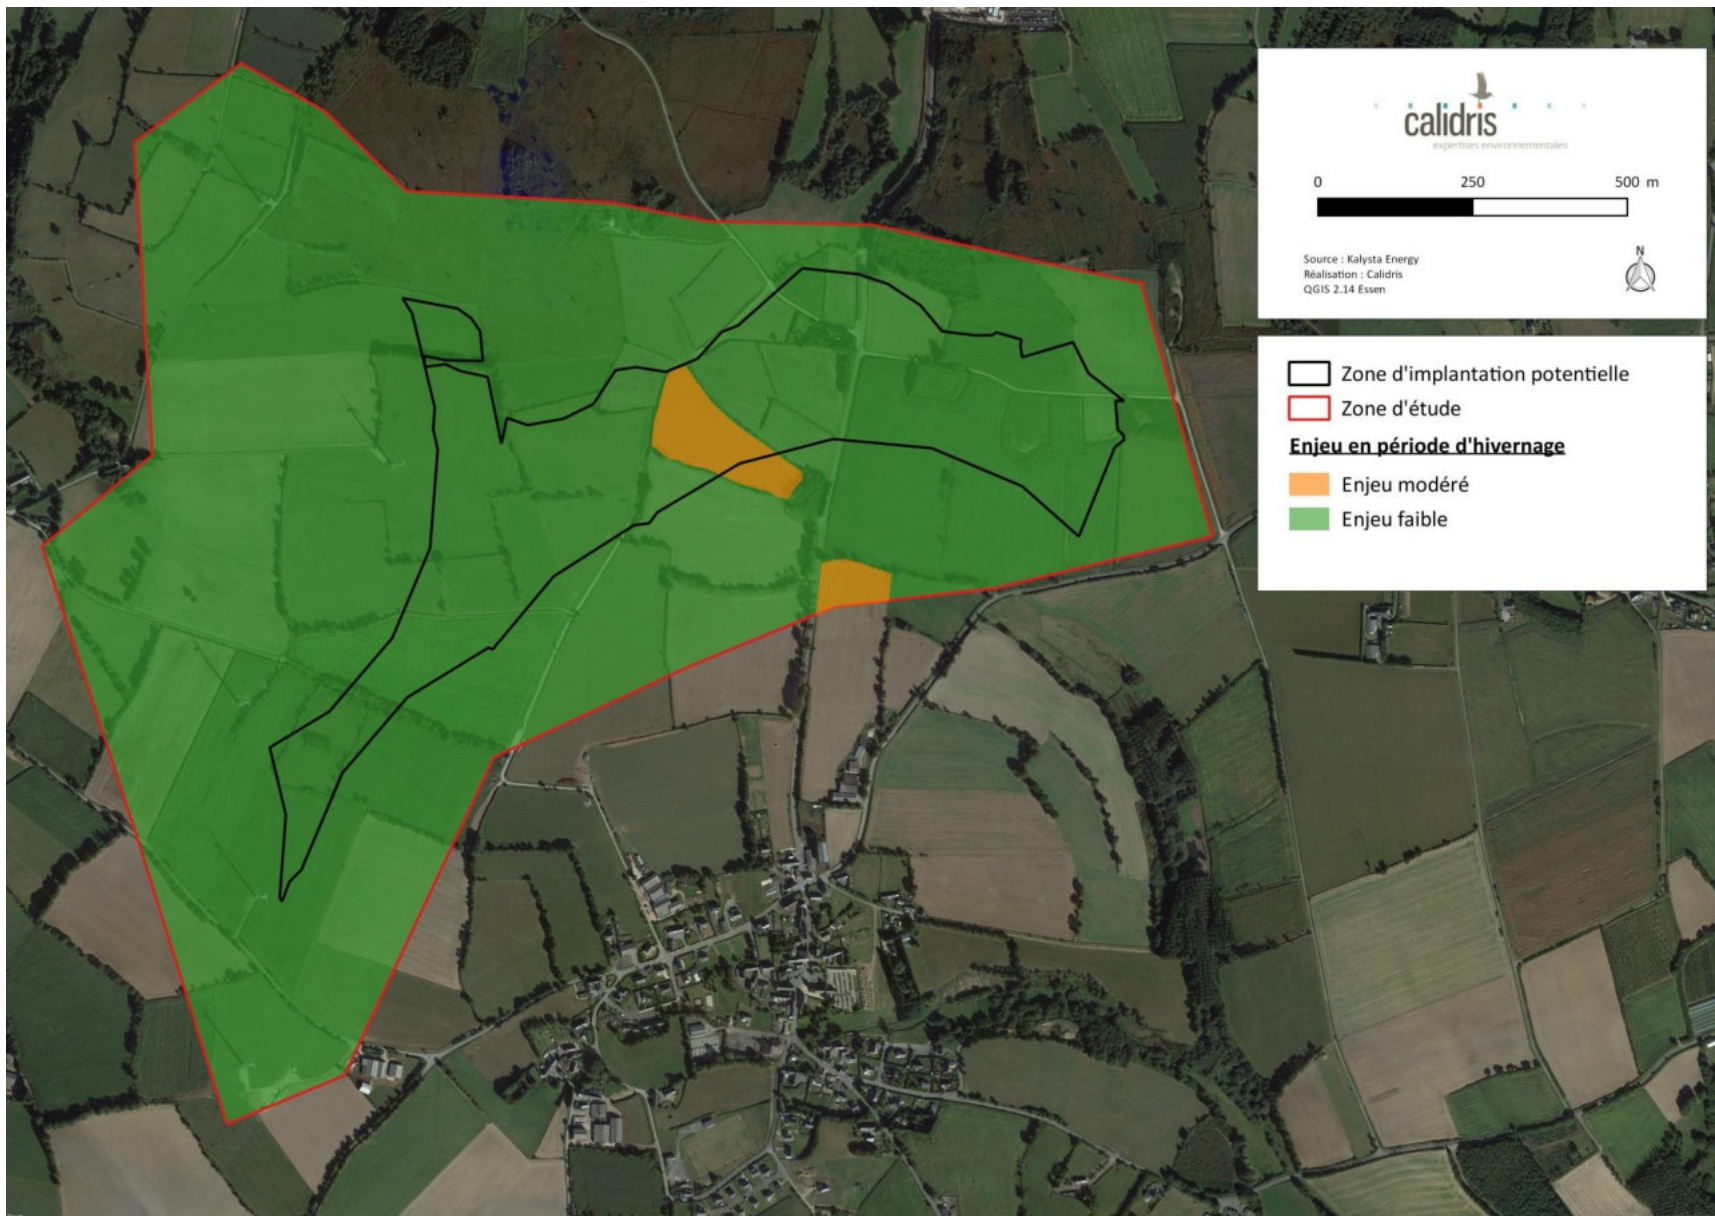 calidris
expertises environnementales
0 250 500 m
Source : Kalysta Energy
Réalisation : Calidris
QGIS 2.14 Essen
N
Zone d'implantation potentielle
Zone d'étude
Enjeu en période d'hivernage
Enjeu modéré
Enjeu faible